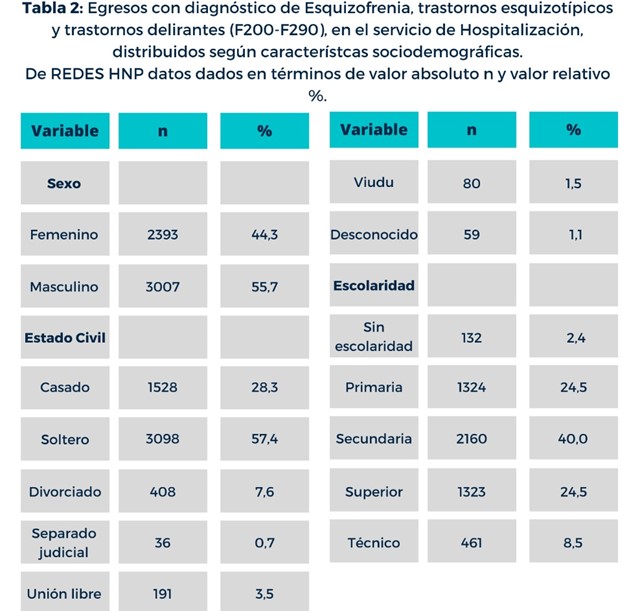 Tabla 2: Egresos con diagnóstico de Esquizofrenia, trastornos esquizotípicos
y trastornos delirantes (F200-F290), en el servicio de Hospitalización,
distribuidos según característcas sociodemográficas.
De REDES HNP datos dados en términos de valor absoluto n y valor relativo
%.
Variable n %
Sexo
Femenino 2393 44,3
Masculino 3007 55,7
Estado Civil
Casado 1528 28,3
Soltero 3098 57,4
Divorciado 408 7,6
Separado
judicial 36 0,7
Unión libre 191 3,5
Variable n %
Viudu 80 1,5
Desconocido 59 1,1
Escolaridad
Sin
escolaridad 132 2,4
Primaria 1324 24,5
Secundaria 2160 40,0
Superior 1323 24,5
Técnico 461 8,5